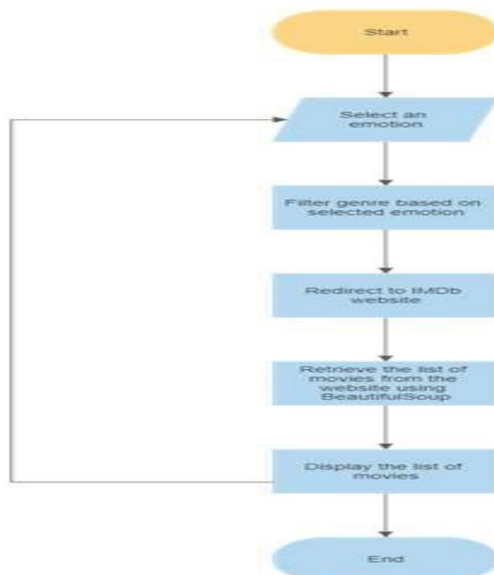 Start
Select an
emotion
Filter genre based on
selected emotion
Redirect to IMDb
website
Retrieve the list of
movies from the
website using
BeautifulSoup
Display the list of
movies
End